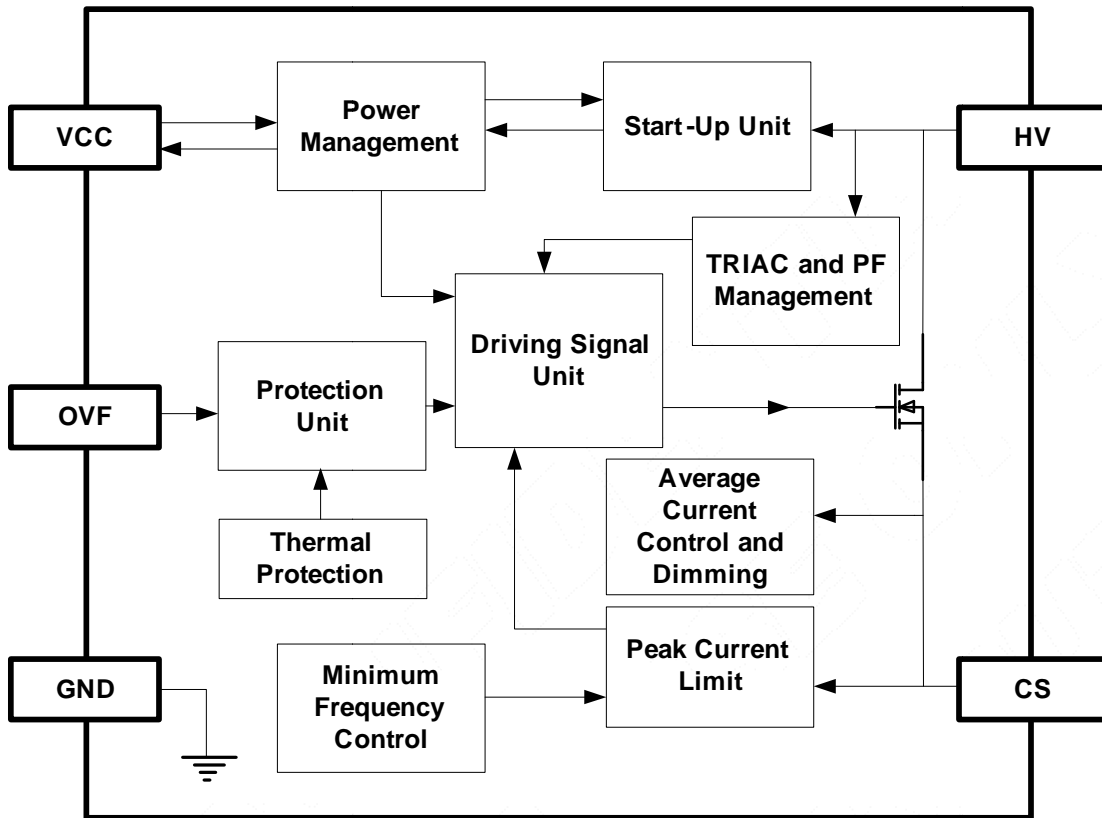 VCC
Power
Management
Start-Up Unit
HV
TRIAC and PF
Management
Driving Signal
Unit
OVF
Protection
Unit
Thermal
Protection
Average
Current
Control and
Dimming
GND
Minimum
Frequency
Control
Peak Current
Limit
CS